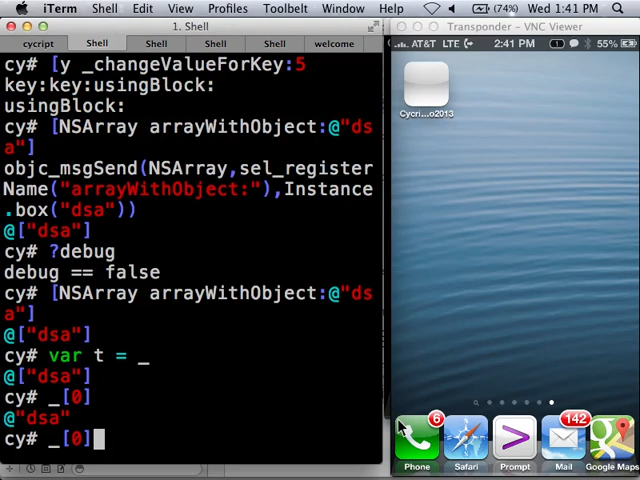 iTerm Shell Edit View Profiles Toolbelt Window Help (74%) Wed 1:41 PM
1. Shell
cycript Shell Shell Shell Shell welcome
cy# [y _changeValueForKey:5
key:key:usingBlock:
usingBlock:
cy# [NSArray arrayWithObject:@"ds
a"]
objc_msgSend(NSArray,sel_register
Name("arrayWithObject:"),Instance
.box("dsa"))
@["dsa"]
cy# ?debug
debug == false
cy# [NSArray arrayWithObject:@"ds
a"]
@["dsa"]
cy# var t = _
@["dsa"]
cy# _[0]
@"dsa"
cy# _[0]
Transponder – VNC Viewer
AT&T LTE 2:41 PM 1 55%
Cycri...o2013
6
142
Phone Safari Prompt Mail Google Maps